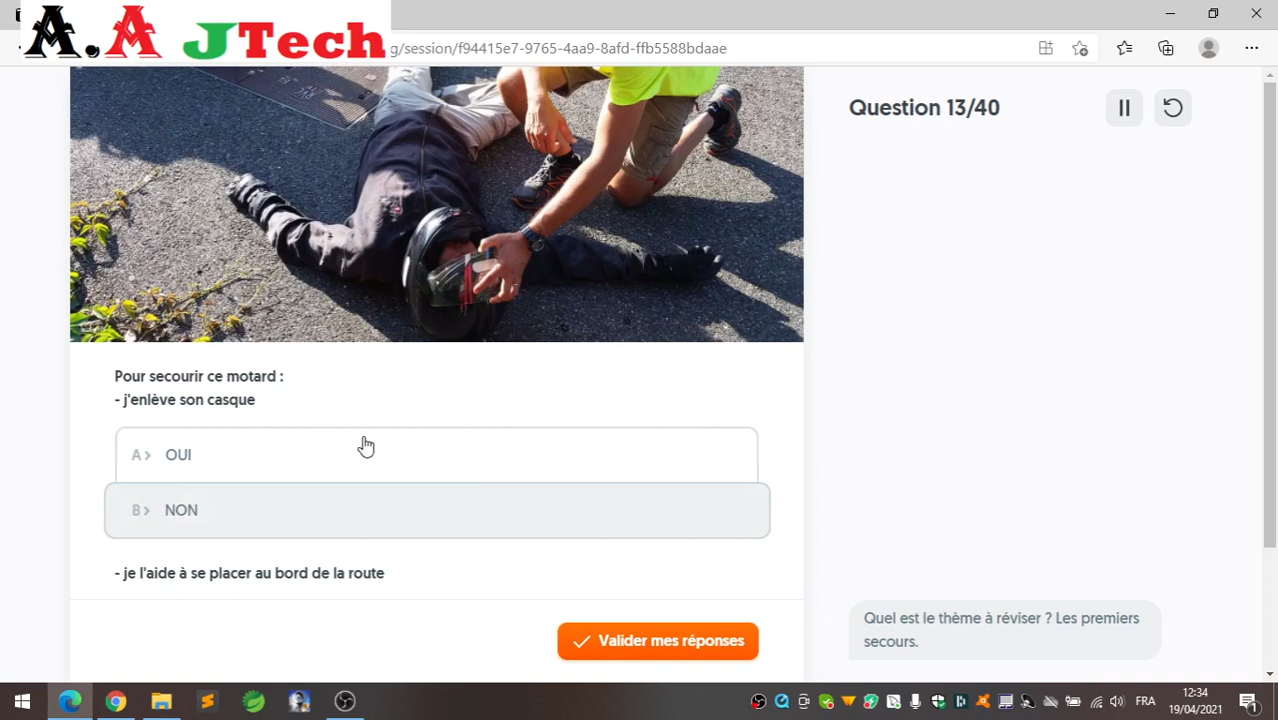 A.A JTech
g/session/f94415e7-9765-4aa9-8afd-ffb5588bdaae
Question 13/40
Pour secourir ce motard :
- j'enlève son casque
A > OUI
B > NON
- je l'aide à se placer au bord de la route
Valider mes réponses
Quel est le thème à réviser ? Les premiers
secours.
FRA
12:34
19/04/2021
1